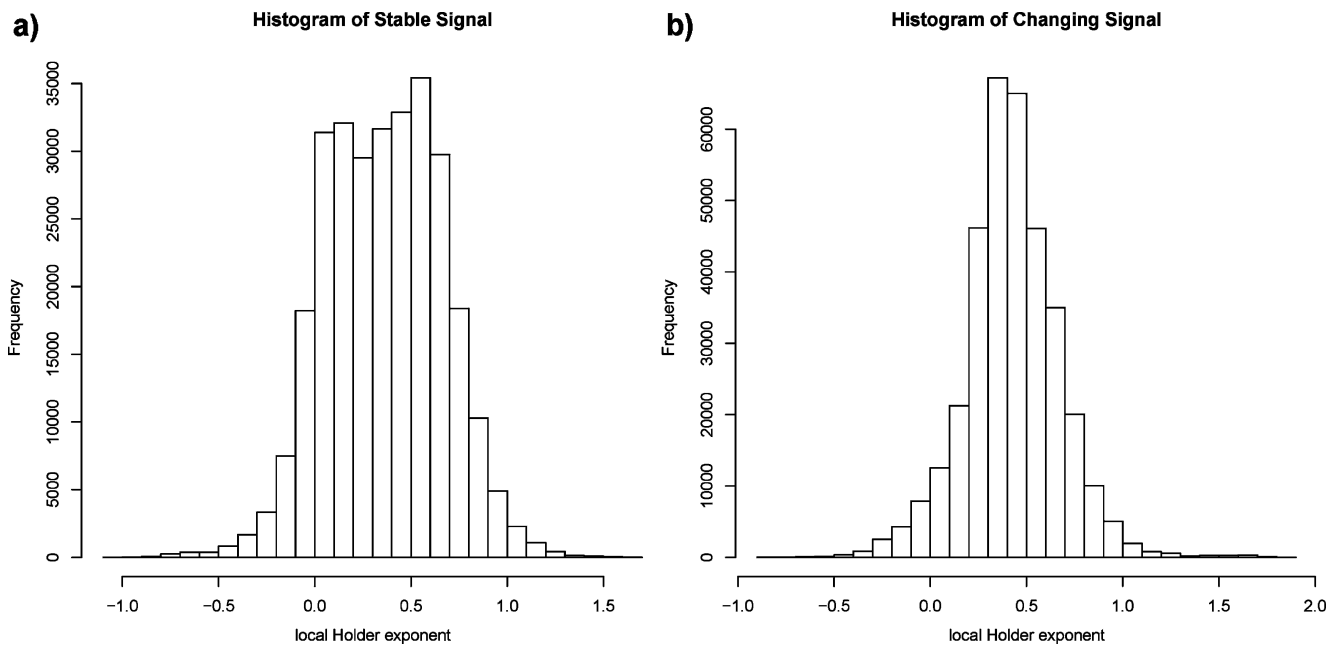 a)
Histogram of Stable Signal
Frequency
35000
30000
25000
20000
15000
10000
5000
0
−1.0 −0.5 0.0 0.5 1.0 1.5
local Holder exponent
b)
Histogram of Changing Signal
Frequency
60000
50000
40000
30000
20000
10000
0
−1.0 −0.5 0.0 0.5 1.0 1.5 2.0
local Holder exponent